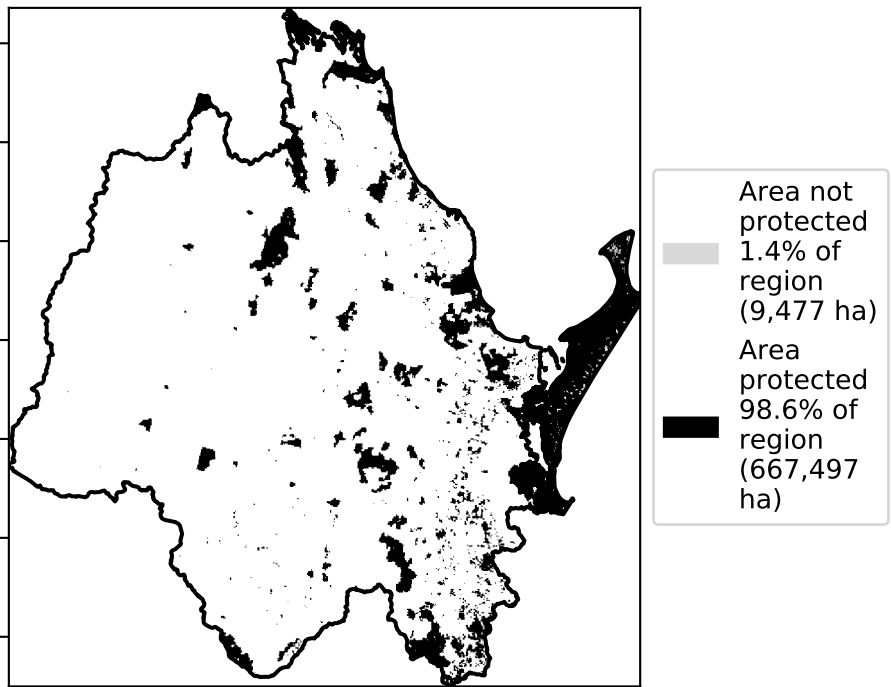 Area not
protected
1.4% of
region
(9,477 ha)
Area
protected
98.6% of
region
(667,497
ha)